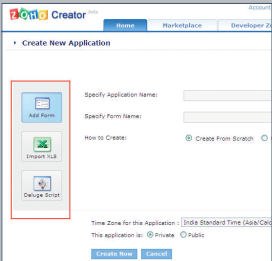 ZOHO Creator Beta
Account
Home Marketplace Developer Zo
Create New Application
Add Form
Import XLS
Deluge Script
Specify Application Name:
Specify Form Name:
How to Create: Create From Scratch
Time Zone for this Application : India Standard Time (Asia/Calc
This application is: Private Public
Create Now Cancel